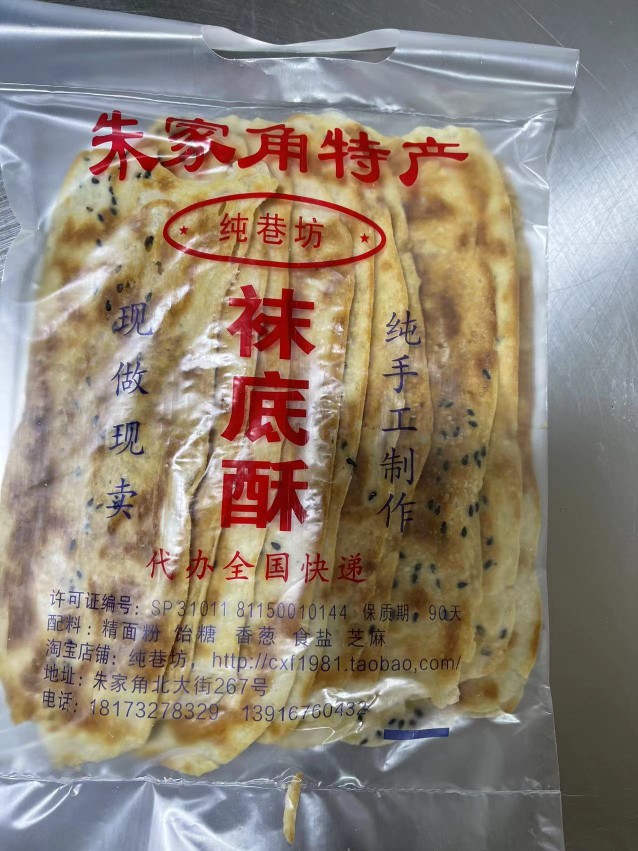 朱家角特产
纯巷坊
袜底酥
现做现卖
纯手工制作
代办全国快递
许可证编号：SP31011 81150010144 保质期：90天
配料：精面粉 饴糖 香葱 食盐 芝麻
淘宝店铺：纯巷坊，http://cxf1981.taobao,com/
地址：朱家角北大街267号
电话：18173278329 13916760432